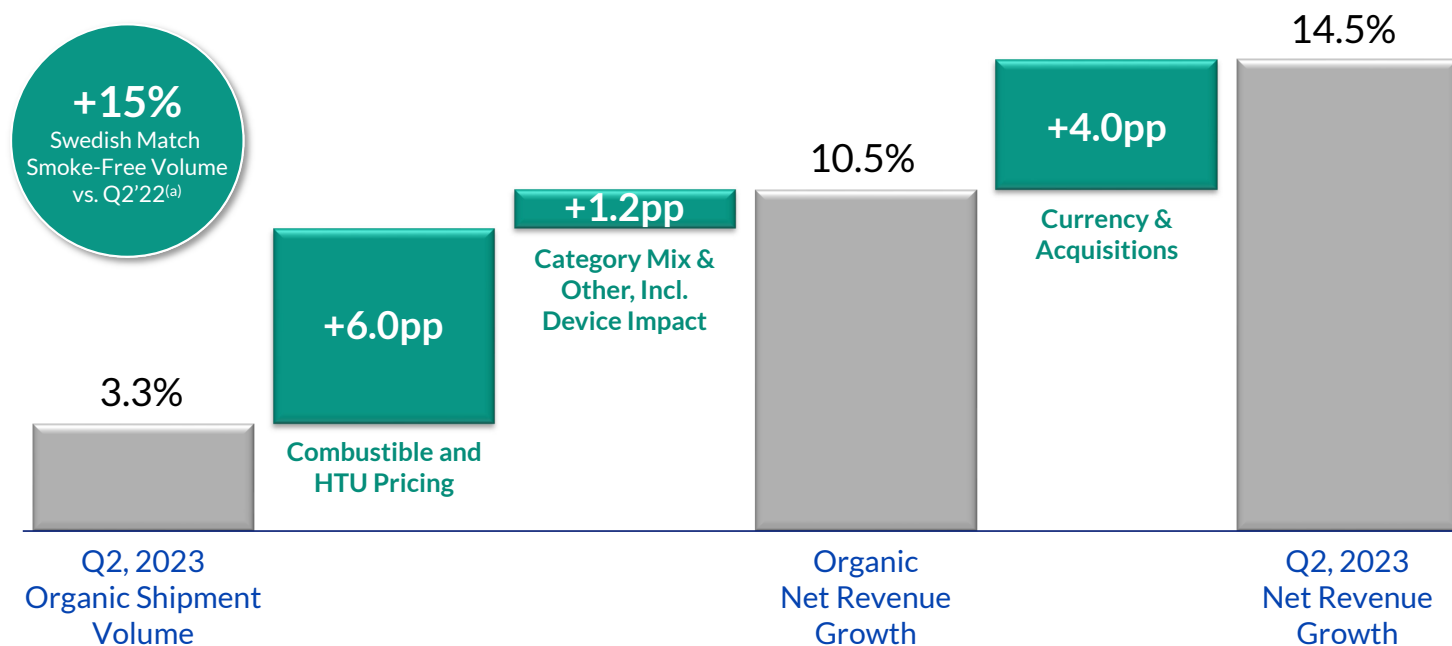 +15%
Swedish Match
Smoke-Free Volume
vs. Q2’22(a)
3.3%
+6.0pp
Combustible and
HTU Pricing
+1.2pp
Category Mix &
Other, Incl.
Device Impact
10.5%
+4.0pp
Currency &
Acquisitions
14.5%
Q2, 2023
Organic Shipment
Volume
Organic
Net Revenue
Growth
Q2, 2023
Net Revenue
Growth